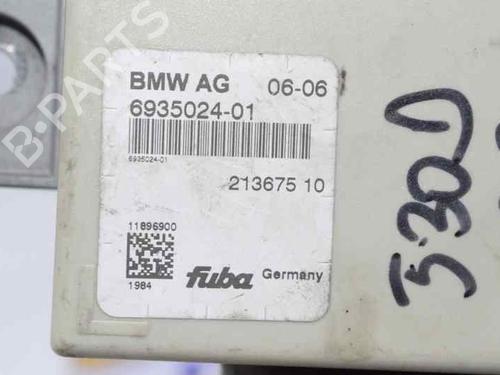 BMW AG 06-06
6935024-01
6935024-01
213675 10
11896900
1984
fuba Germany
530D
B-PARTS